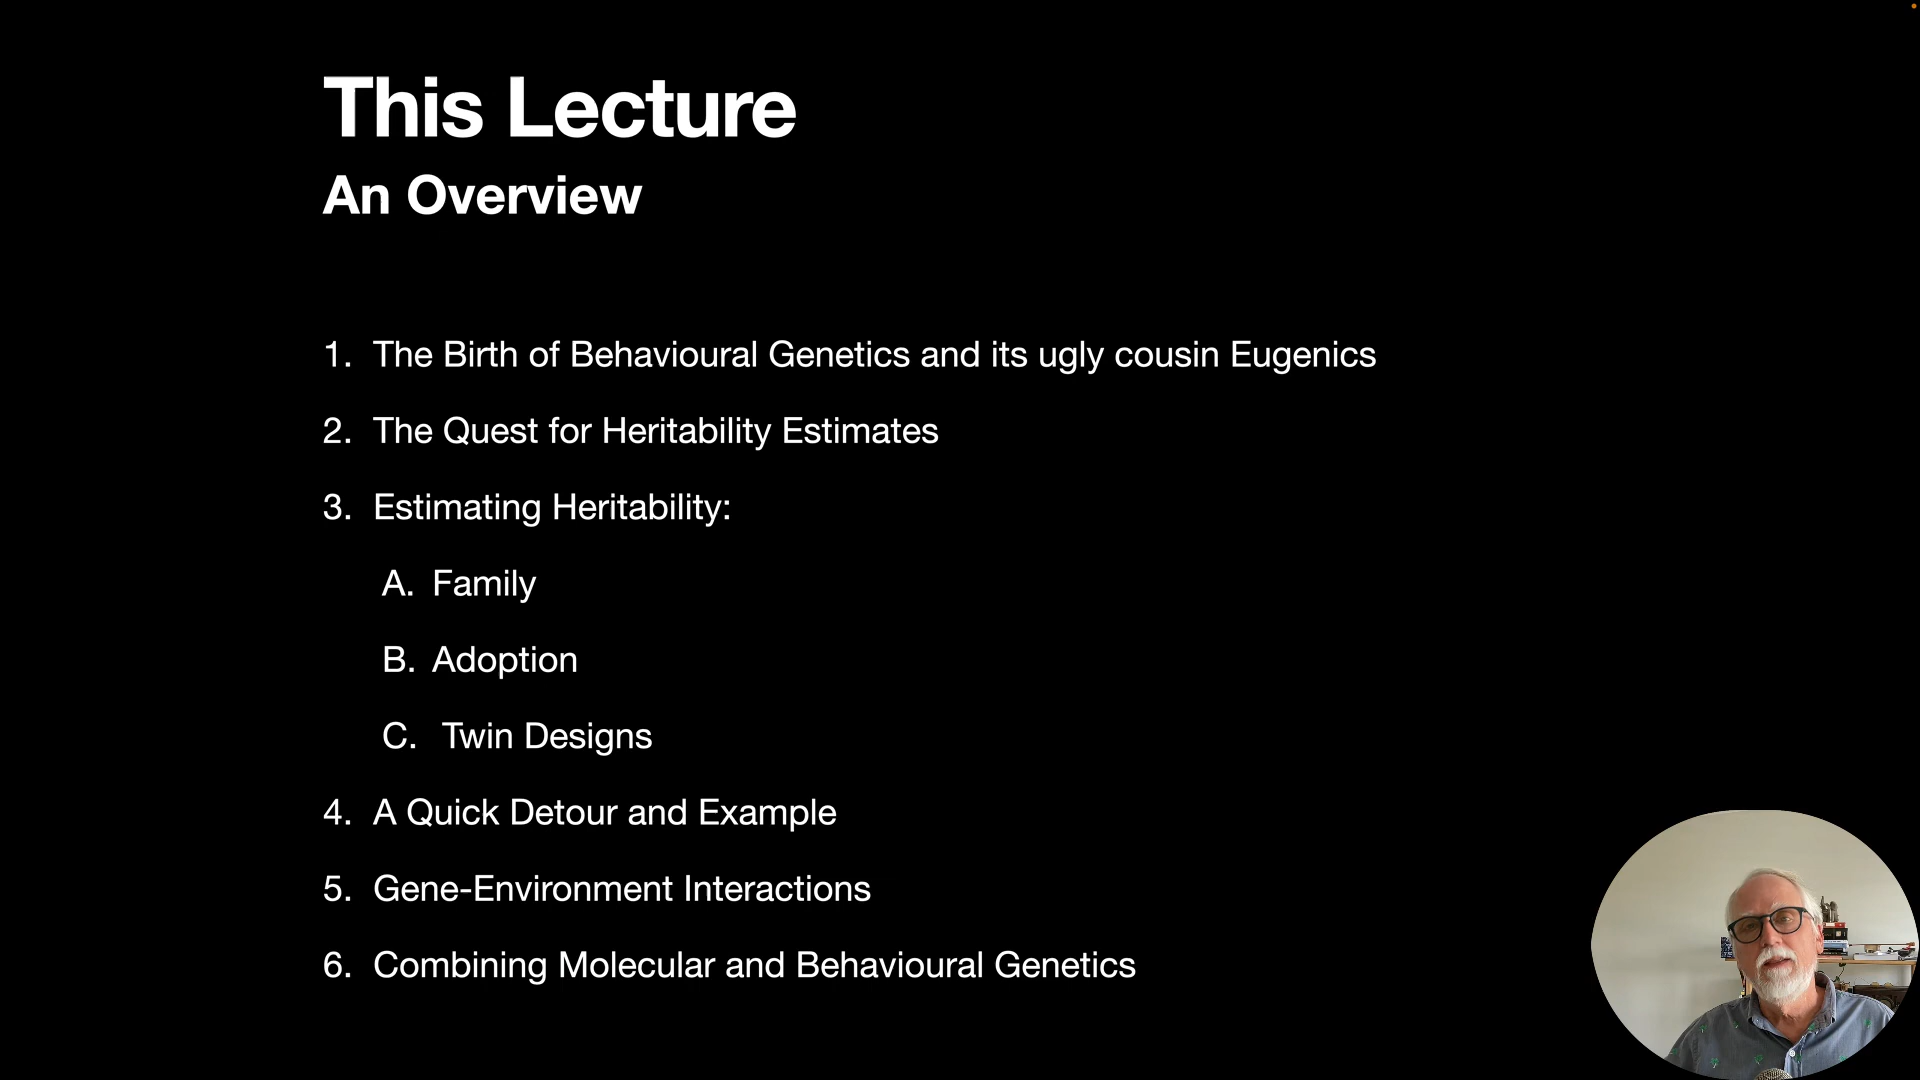 This Lecture
An Overview
1. The Birth of Behavioural Genetics and its ugly cousin Eugenics
2. The Quest for Heritability Estimates
3. Estimating Heritability:
A. Family
B. Adoption
C. Twin Designs
4. A Quick Detour and Example
5. Gene-Environment Interactions
6. Combining Molecular and Behavioural Genetics